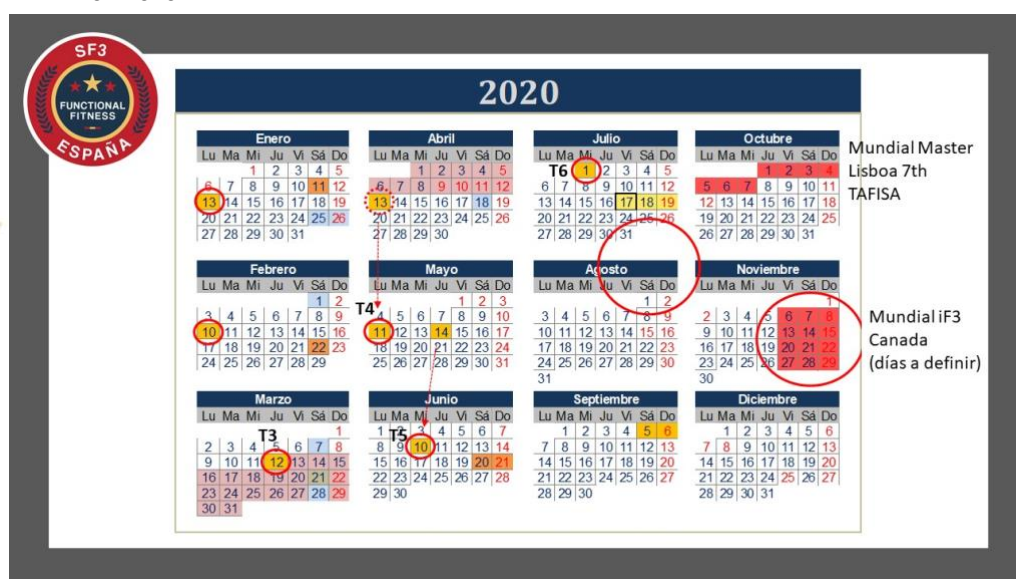 SF3
FUNCTIONAL
FITNESS
ESPAÑA
2020
Enero
Lu Ma Mi Ju Vi Sá Do
1 2 3 4 5
6 7 8 9 10 11 12
13 14 15 16 17 18 19
20 21 22 23 24 25 26
27 28 29 30 31
Abril
Lu Ma Mi Ju Vi Sá Do
1 2 3 4 5
6 7 8 9 10 11 12
13 14 15 16 17 18 19
20 21 22 23 24 25 26
27 28 29 30
Julio
Lu Ma Mi Ju Vi Sá Do
T6 1 2 3 4 5
6 7 8 9 10 11 12
13 14 15 16 17 18 19
20 21 22 23 24 25 26
27 28 29 30 31
Octubre
Lu Ma Mi Ju Vi Sá Do
1 2 3 4
5 6 7 8 9 10 11
12 13 14 15 16 17 18
19 20 21 22 23 24 25
26 27 28 29 30 31
Mundial Master
Lisboa 7th
TAFISA
Febrero
Lu Ma Mi Ju Vi Sá Do
1 2
3 4 5 6 7 8 9
10 11 12 13 14 15 16
17 18 19 20 21 22 23
24 25 26 27 28 29
Mayo
Lu Ma Mi Ju Vi Sá Do
1 2 3
T4 4 5 6 7 8 9 10
11 12 13 14 15 16 17
18 19 20 21 22 23 24
25 26 27 28 29 30 31
Agosto
Lu Ma Mi Ju Vi Sá Do
1 2
3 4 5 6 7 8 9
10 11 12 13 14 15 16
17 18 19 20 21 22 23
24 25 26 27 28 29 30
31
Noviembre
Lu Ma Mi Ju Vi Sá Do
1
2 3 4 5 6 7 8
9 10 11 12 13 14 15
16 17 18 19 20 21 22
23 24 25 26 27 28 29
30
Mundial iF3
Canada
(días a definir)
Marzo
Lu Ma Mi Ju Vi Sá Do
1
T3
2 3 4 5 6 7 8
9 10 11 12 13 14 15
16 17 18 19 20 21 22
23 24 25 26 27 28 29
30 31
Junio
Lu Ma Mi Ju Vi Sá Do
1 2 3 4 5 6 7
T5
8 9 10 11 12 13 14
15 16 17 18 19 20 21
22 23 24 25 26 27 28
29 30
Septiembre
Lu Ma Mi Ju Vi Sá Do
1 2 3 4 5 6
7 8 9 10 11 12 13
14 15 16 17 18 19 20
21 22 23 24 25 26 27
28 29 30
Diciembre
Lu Ma Mi Ju Vi Sá Do
1 2 3 4 5 6
7 8 9 10 11 12 13
14 15 16 17 18 19 20
21 22 23 24 25 26 27
28 29 30 31